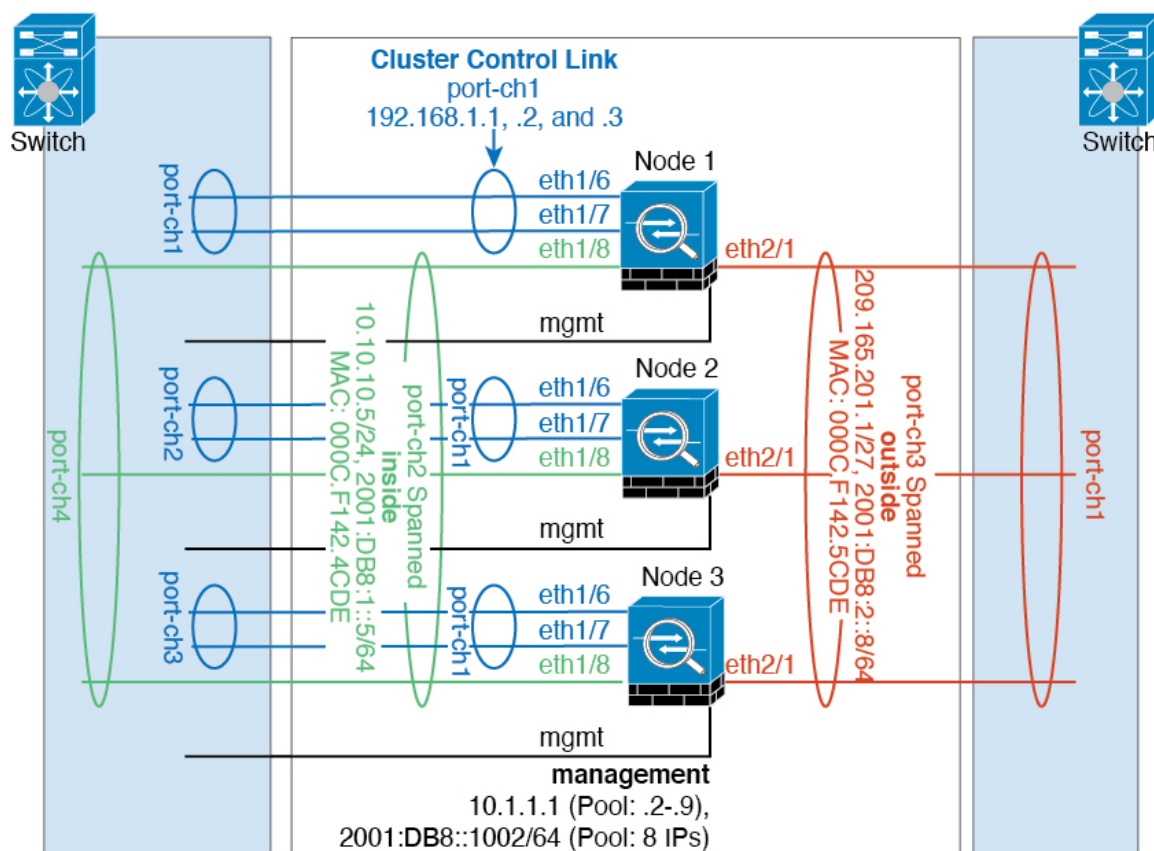 Switch
Switch
Cluster Control Link
port-ch1
192.168.1.1, .2, and .3
Node 1
eth1/6
eth1/7
eth1/8
eth2/1
mgmt
port-ch1
Node 2
eth1/6
eth1/7
eth1/8
eth2/1
mgmt
port-ch2
port-ch1
Node 3
eth1/6
eth1/7
eth1/8
eth2/1
mgmt
port-ch3
port-ch1
port-ch4
port-ch2 Spanned
inside
10.10.10.5/24, 2001:DB8:1::5/64
MAC: 000C.F142.4CDE
port-ch3 Spanned
outside
209.165.201.1/27, 2001:DB8:2::8/64
MAC: 000C.F142.5CDE
port-ch1
management
10.1.1.1 (Pool: .2-.9),
2001:DB8::1002/64 (Pool: 8 IPs)